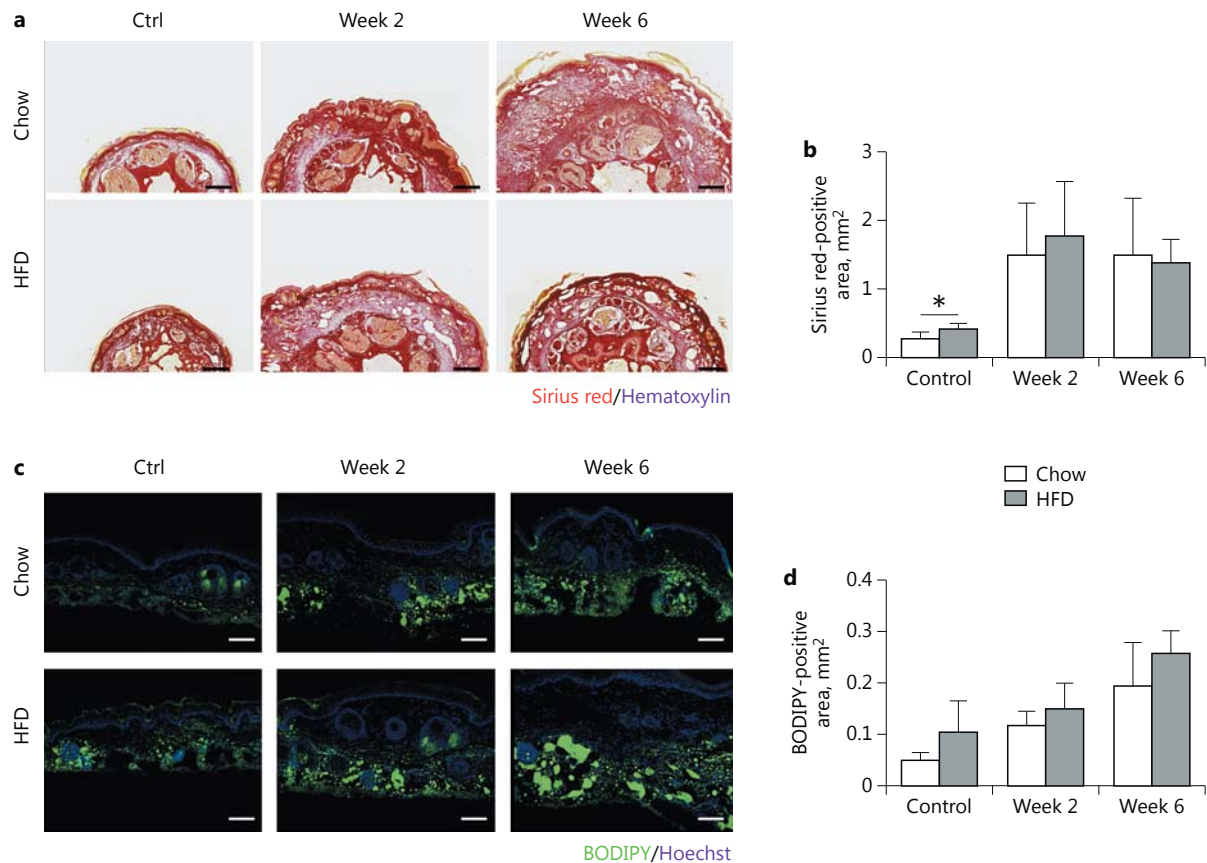 a
Ctrl
Week 2
Week 6
Chow
HFD
Sirius red/Hematoxylin
b
Sirius red-positive
area, mm²
3
2
1
0
*
Control
Week 2
Week 6
c
Ctrl
Week 2
Week 6
Chow
HFD
BODIPY/Hoechst
Chow
HFD
d
BODIPY-positive
area, mm²
0.4
0.3
0.2
0.1
0
Control
Week 2
Week 6